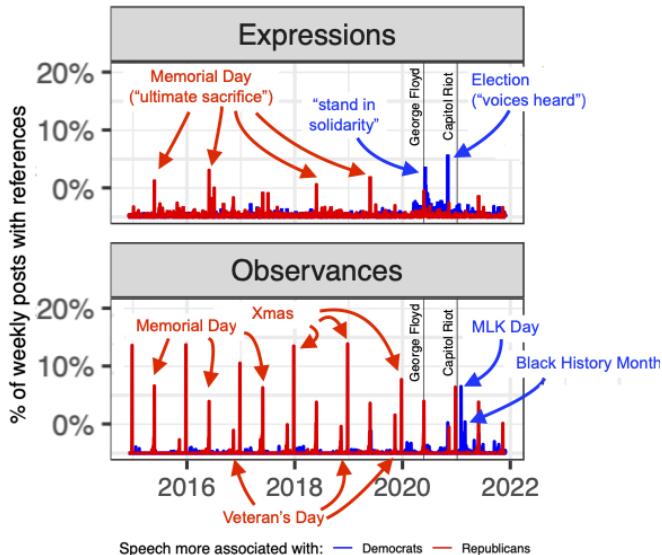 Expressions
20%
10%
0%
Memorial Day
(“ultimate sacrifice”)
“stand in
solidarity”
George Floyd
Capitol Riot
Election
(“voices heard”)
% of weekly posts with references
Observances
20%
10%
0%
Memorial Day
Xmas
George Floyd
Capitol Riot
MLK Day
Black History Month
2016
2018
2020
2022
Veteran’s Day
Speech more associated with: Democrats Republicans